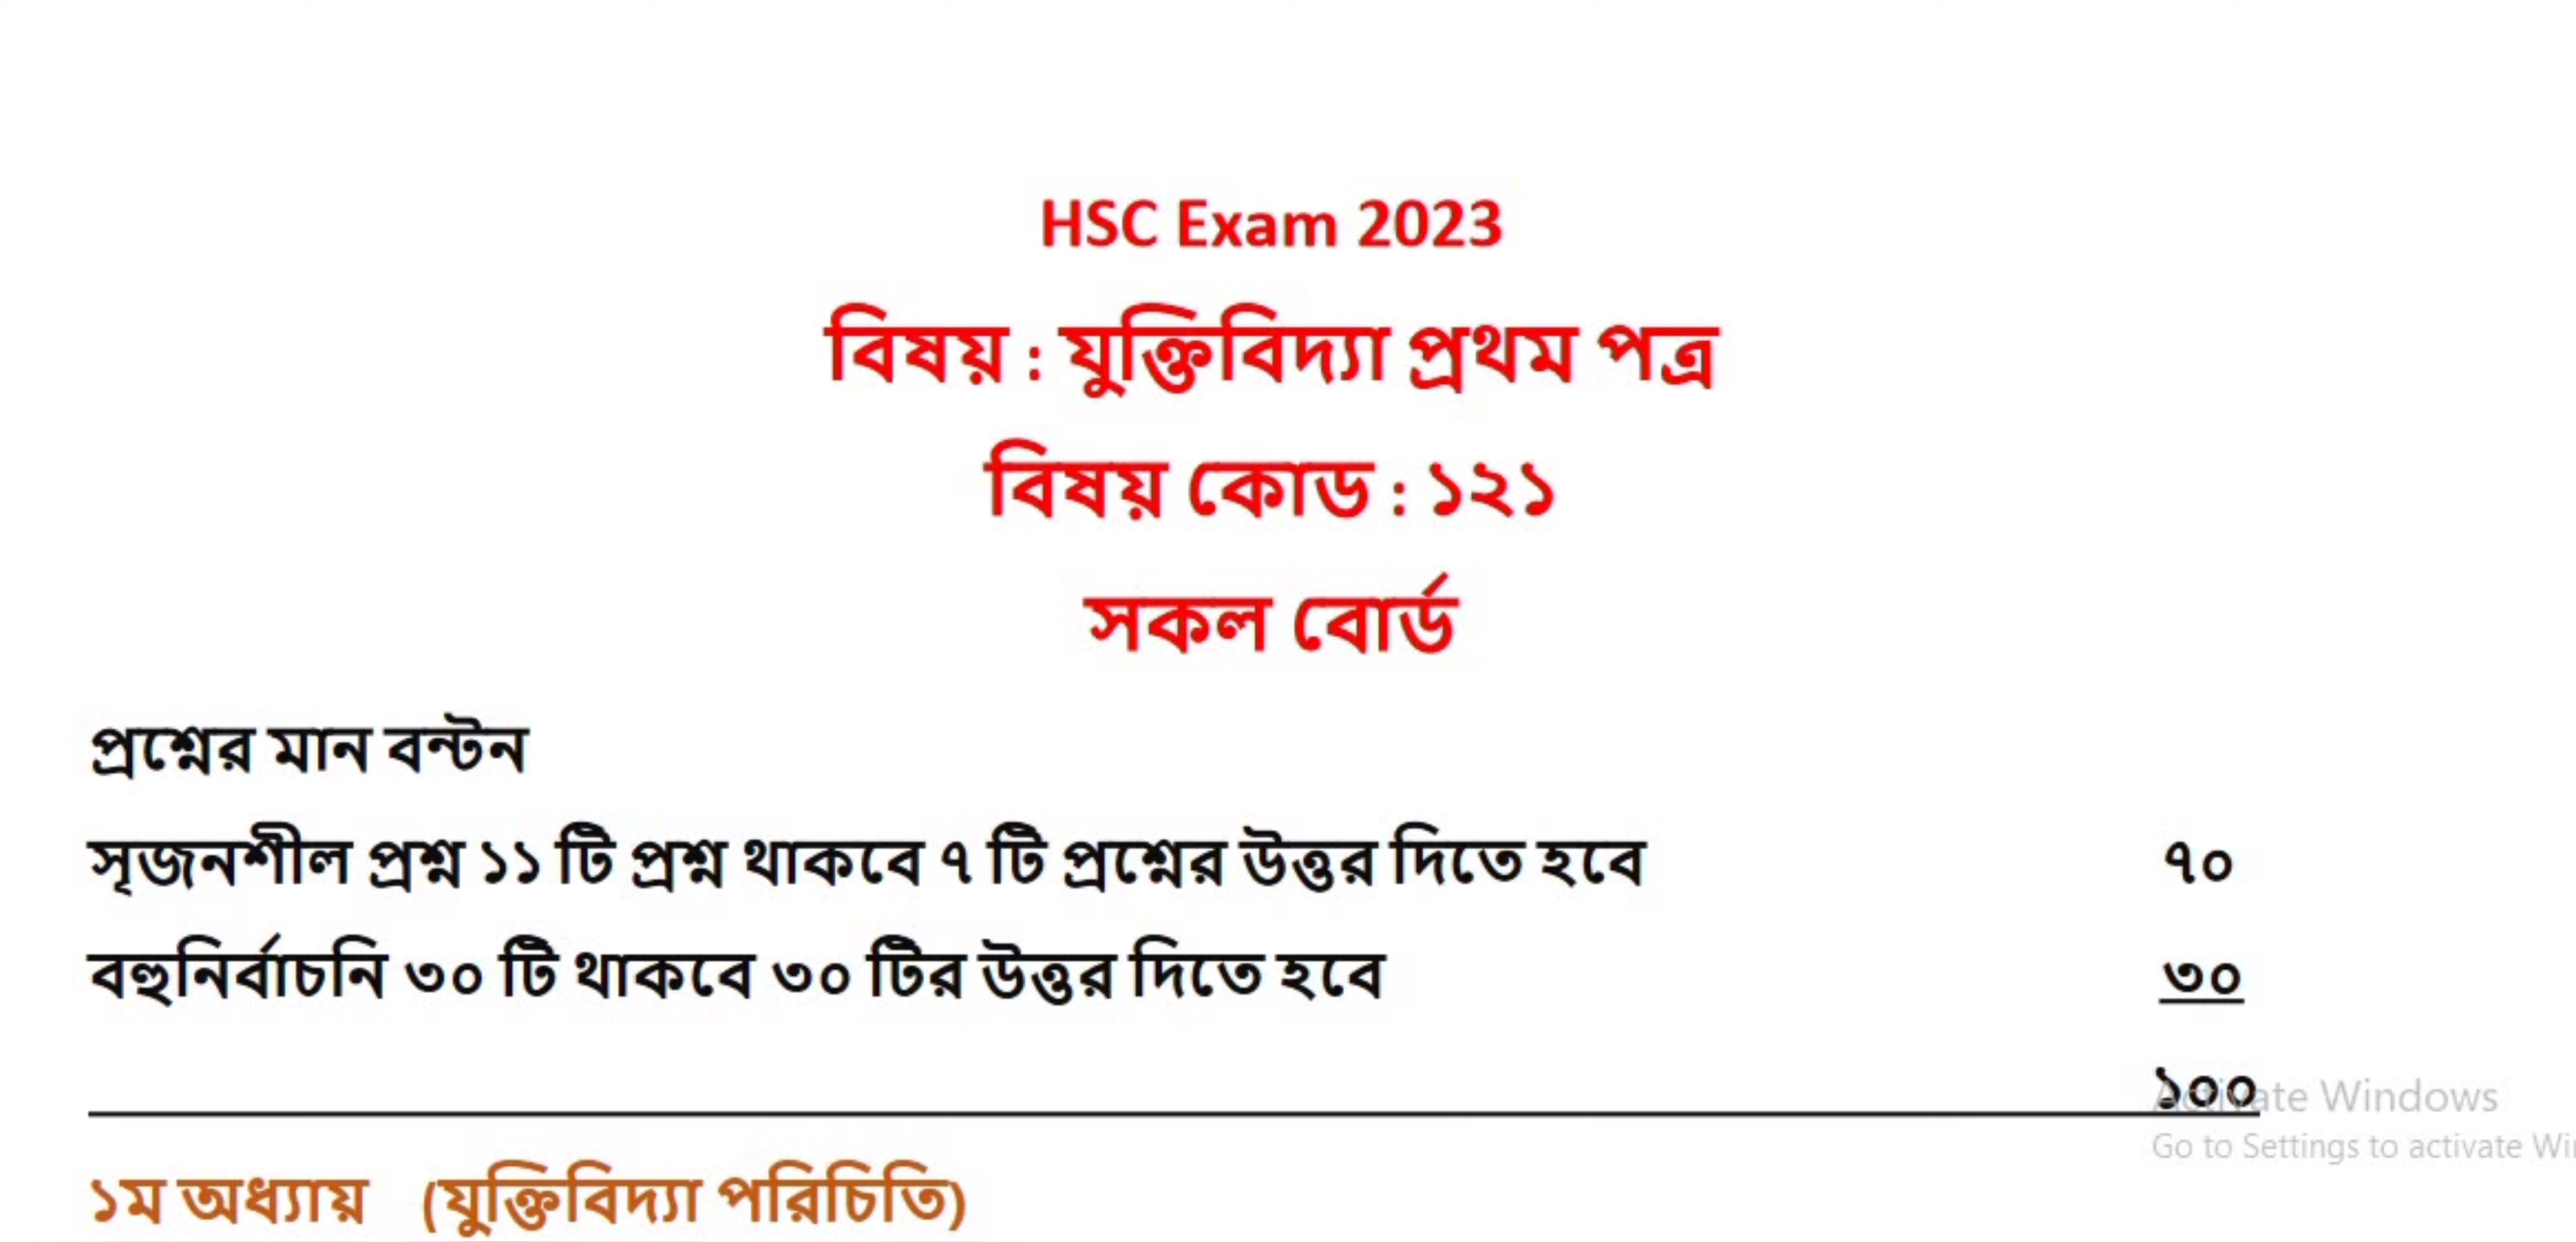 HSC Exam 2023
বিষয় : যুক্তিবিদ্যা প্রথম পত্র
বিষয় কোড : ১২১
সকল বোর্ড
প্রশ্নের মান বন্টন
সৃজনশীল প্রশ্ন ১১ টি প্রশ্ন থাকবে ৭ টি প্রশ্নের উত্তর দিতে হবে ৭০
বহুনির্বাচনি ৩০ টি থাকবে ৩০ টির উত্তর দিতে হবে ৩০
১০০
Activate Windows
Go to Settings to activate Wi
১ম অধ্যায় (যুক্তিবিদ্যা পরিচিতি)